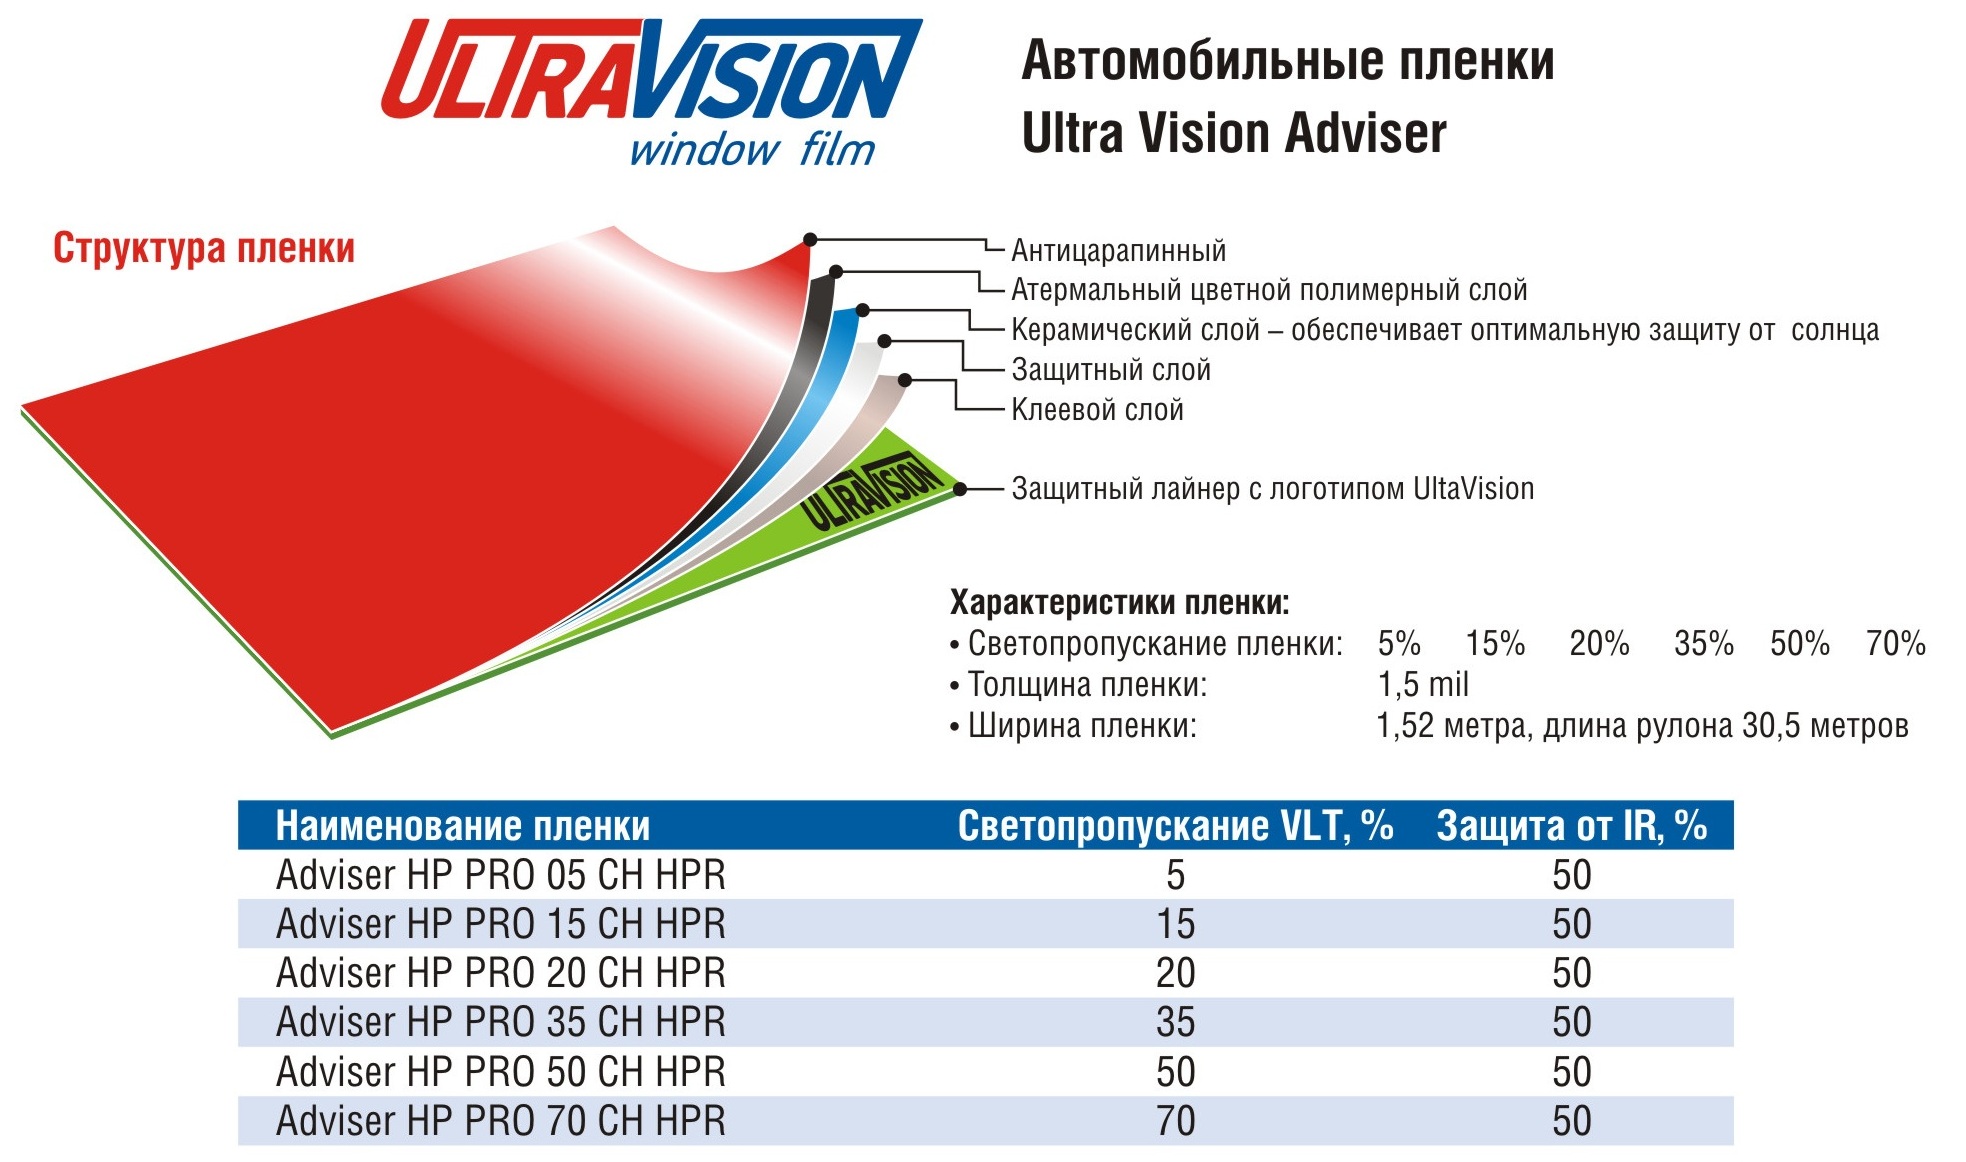 ULTRAVISION
window film
Автомобильные пленки
Ultra Vision Adviser
Структура пленки
Антицарапинный
Атермальный цветной полимерный слой
Керамический слой – обеспечивает оптимальную защиту от солнца
Защитный слой
Клеевой слой
ULTRAVISION
Защитный лайнер с логотипом UltaVision
Характеристики пленки:
• Светопропускание пленки: 5% 15% 20% 35% 50% 70%
• Толщина пленки: 1,5 mil
• Ширина пленки: 1,52 метра, длина рулона 30,5 метров
Наименование пленки Светопропускание VLT, % Защита от IR, %
Adviser HP PRO 05 CH HPR 5 50
Adviser HP PRO 15 CH HPR 15 50
Adviser HP PRO 20 CH HPR 20 50
Adviser HP PRO 35 CH HPR 35 50
Adviser HP PRO 50 CH HPR 50 50
Adviser HP PRO 70 CH HPR 70 50